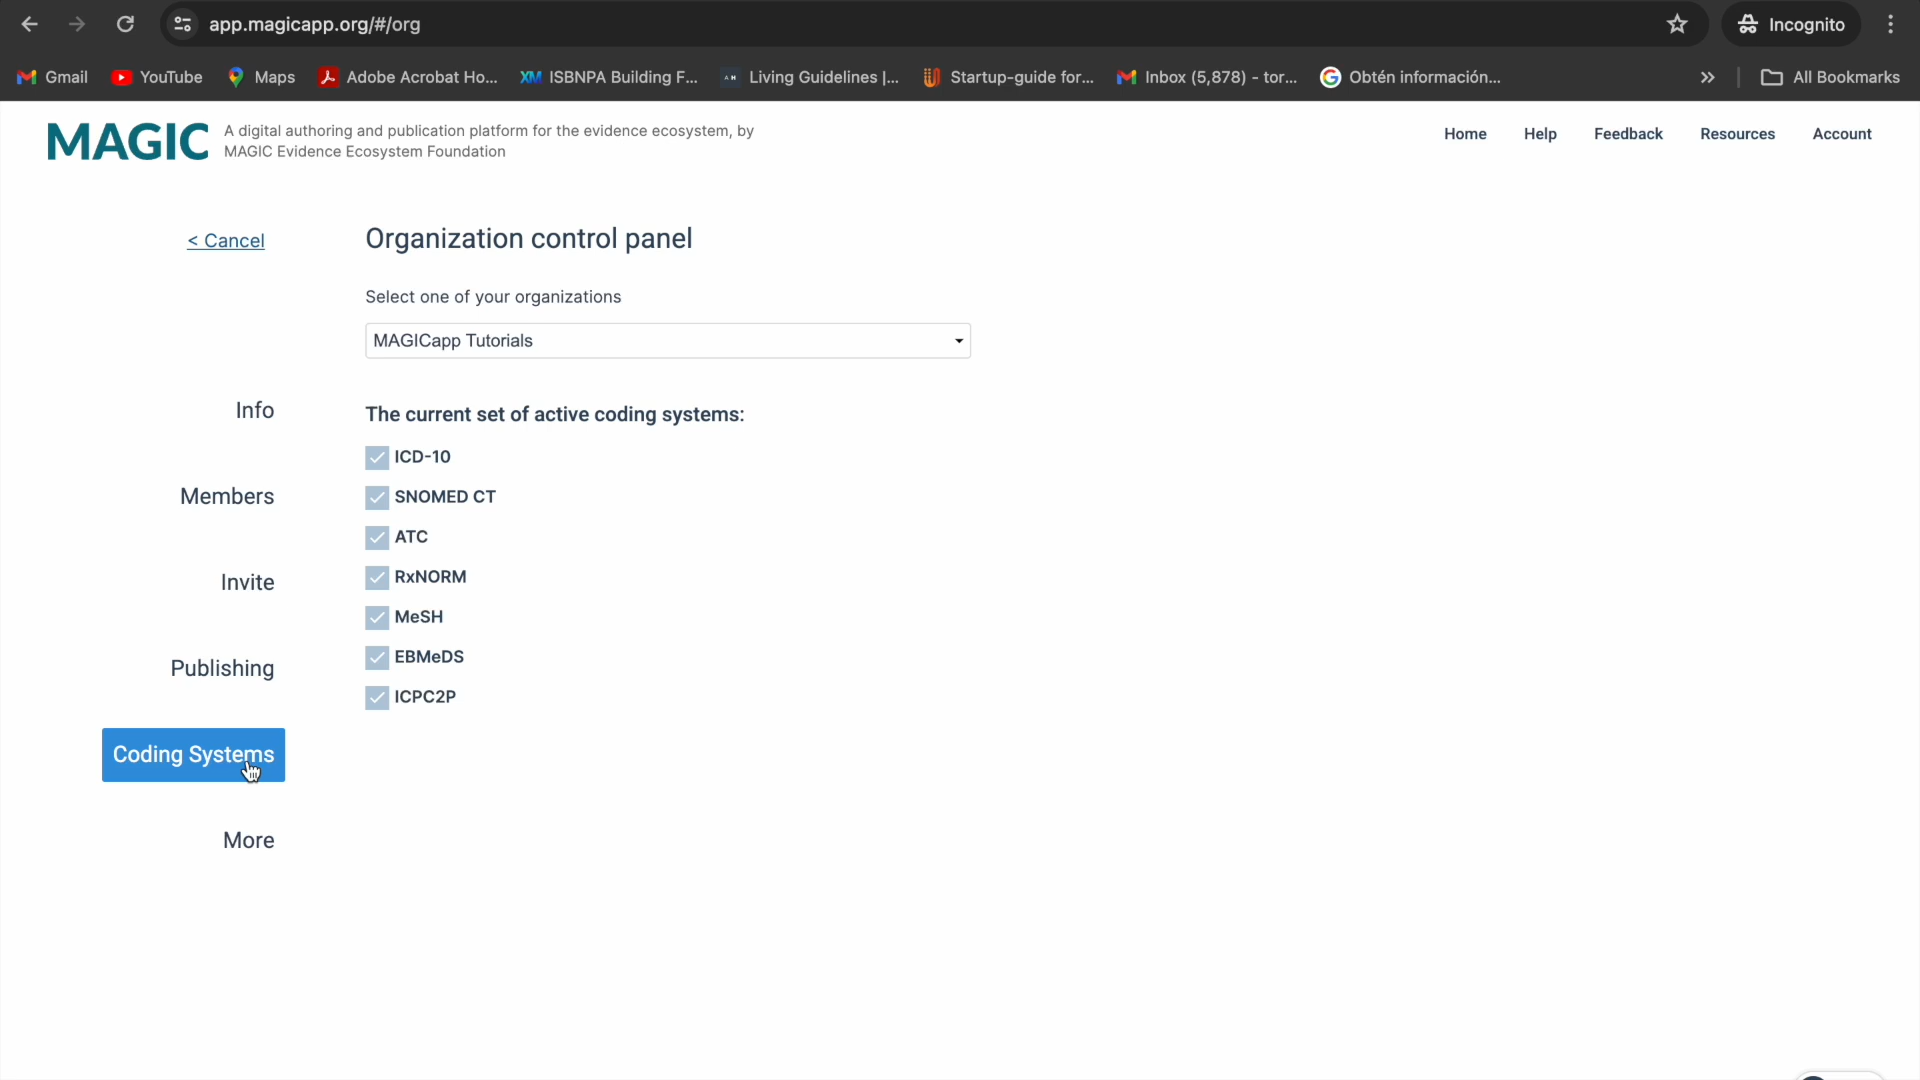 app.magicapp.org/#/org
Incognito
Gmail
YouTube
Maps
Adobe Acrobat Ho...
XM ISBNPA Building F...
Living Guidelines |...
Startup-guide for...
Inbox (5,878) - tor...
Obtén información...
All Bookmarks
MAGIC
A digital authoring and publication platform for the evidence ecosystem, by
MAGIC Evidence Ecosystem Foundation
Home
Help
Feedback
Resources
Account
< Cancel
Organization control panel
Select one of your organizations
MAGICapp Tutorials
Info
Members
Invite
Publishing
Coding Systems
More
The current set of active coding systems:
ICD-10
SNOMED CT
ATC
RxNORM
MeSH
EBMeDS
ICPC2P